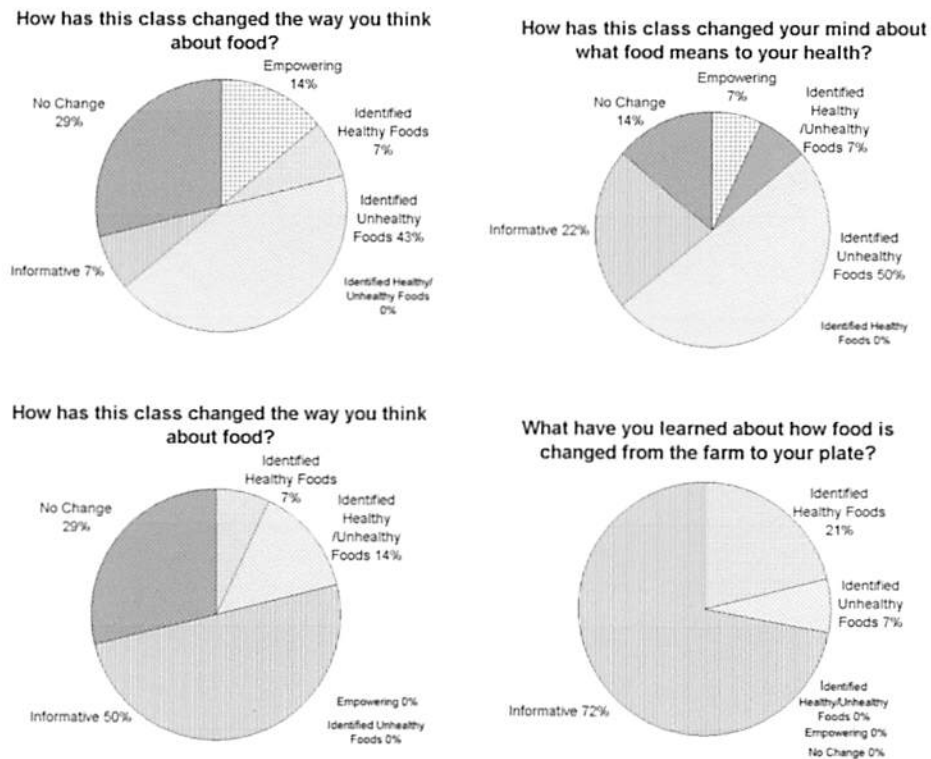 How has this class changed the way you think
about food?
Empowering
14%
Identified
Healthy Foods
7%
Identified
Unhealthy
Foods 43%
Identified Healthy/
Unhealthy Foods
0%
Informative 7%
No Change
29%
How has this class changed your mind about
what food means to your health?
Empowering
7%
Identified
Healthy
/Unhealthy
Foods 7%
Identified
Unhealthy
Foods 50%
Identified Healthy
Foods 0%
Informative 22%
No Change
14%
How has this class changed the way you think
about food?
Identified
Healthy Foods
7%
Identified
Healthy
/Unhealthy
Foods 14%
No Change
29%
Informative 50%
Empowering 0%
Identified Unhealthy
Foods 0%
What have you learned about how food is
changed from the farm to your plate?
Identified
Healthy Foods
21%
Identified
Unhealthy
Foods 7%
Informative 72%
Identified
Healthy/Unhealthy
Foods 0%
Empowering 0%
No Change 0%